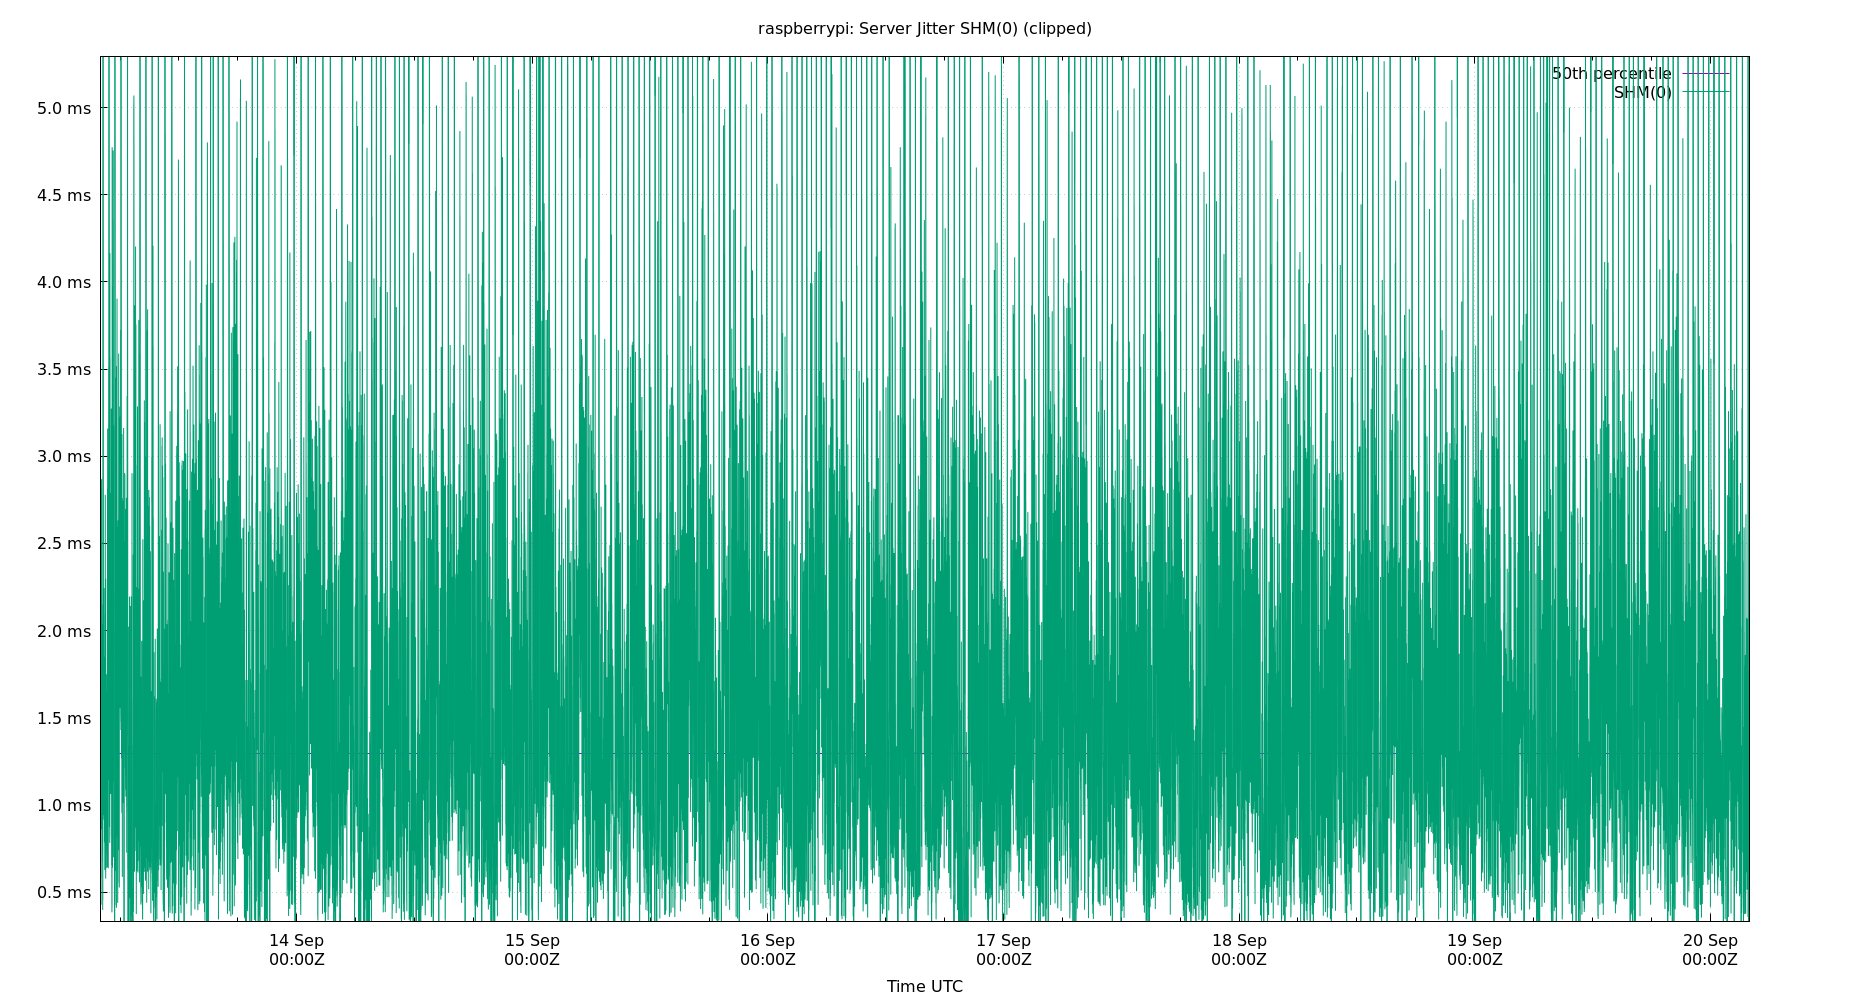 raspberrypi: Server Jitter SHM(0) (clipped)
50th percentile
SHM(0)
5.0 ms
4.5 ms
4.0 ms
3.5 ms
3.0 ms
2.5 ms
2.0 ms
1.5 ms
1.0 ms
0.5 ms
14 Sep 15 Sep 16 Sep 17 Sep 18 Sep 19 Sep 20 Sep
00:00Z 00:00Z 00:00Z 00:00Z 00:00Z 00:00Z 00:00Z
Time UTC